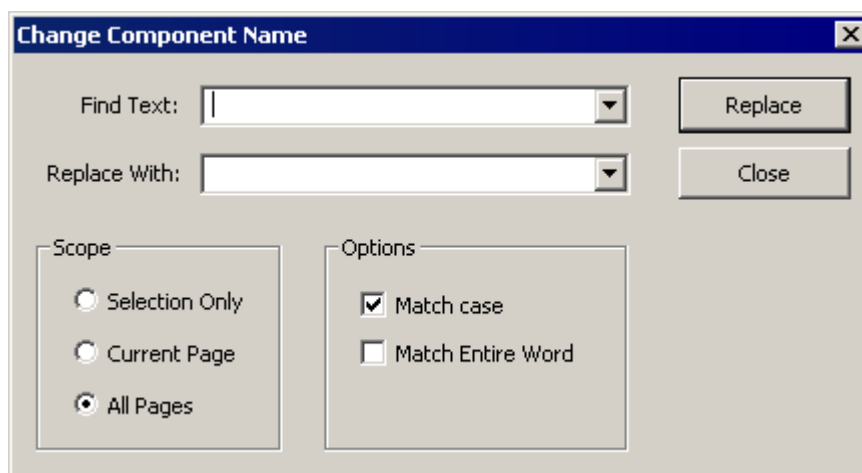 Change Component Name
Find Text:
Replace
Replace With:
Close
Scope
Selection Only
Current Page
All Pages
Options
Match case
Match Entire Word